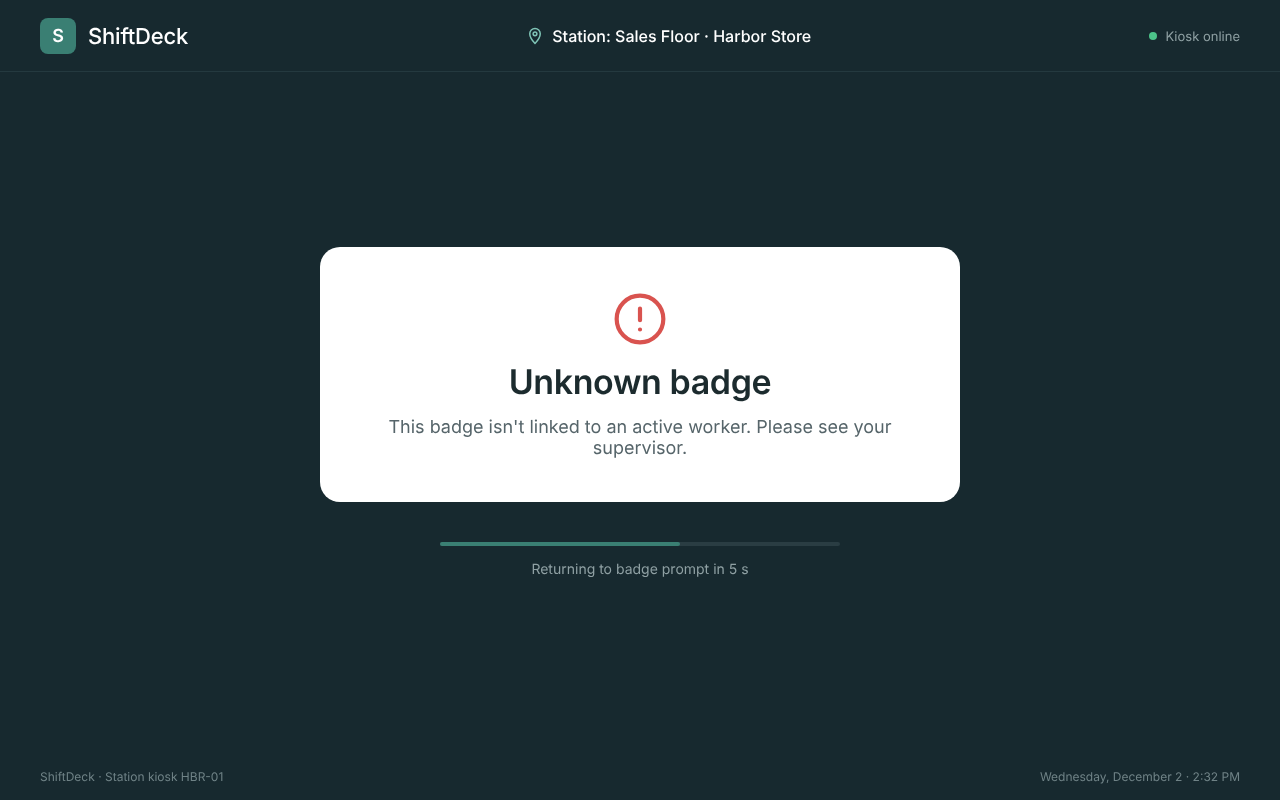 S ShiftDeck
Station: Sales Floor · Harbor Store
Kiosk online
Unknown badge
This badge isn't linked to an active worker. Please see your
supervisor.
Returning to badge prompt in 5 s
ShiftDeck · Station kiosk HBR-01
Wednesday, December 2 · 2:32 PM